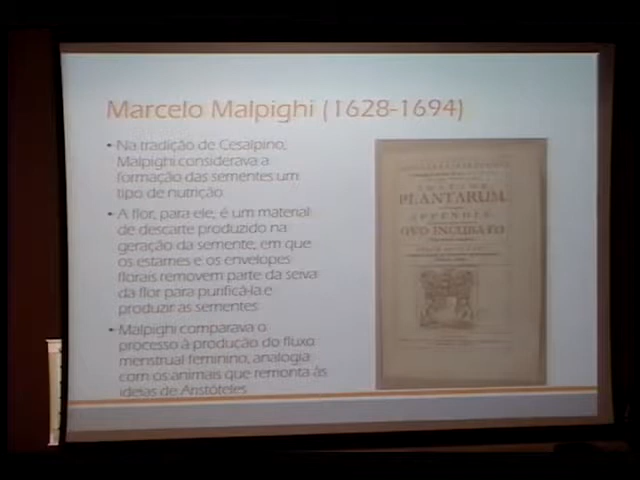 Marcelo Malpighi (1628-1694)
• Na tradição de Cesalpino,
Malpighi considerava a
formação das sementes um
tipo de nutrição
• A flor, para ele, é um material
de descarte produzido na
geração da semente, em que
os estames e os envelopes
florais removem parte da seiva
da flor para purificá-la e
produzir as sementes
• Malpighi comparava o
processo à produção do fluxo
menstrual feminino, analogia
com os animais que remonta às
ideias de Aristóteles
PLANTARUM
APPENDIX
OVO INCUBATO